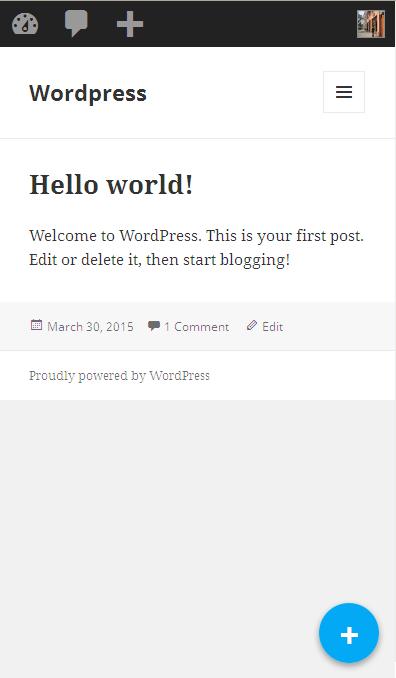 Wordpress
Hello world!
Welcome to WordPress. This is your first post.
Edit or delete it, then start blogging!
March 30, 2015 1 Comment Edit
Proudly powered by WordPress